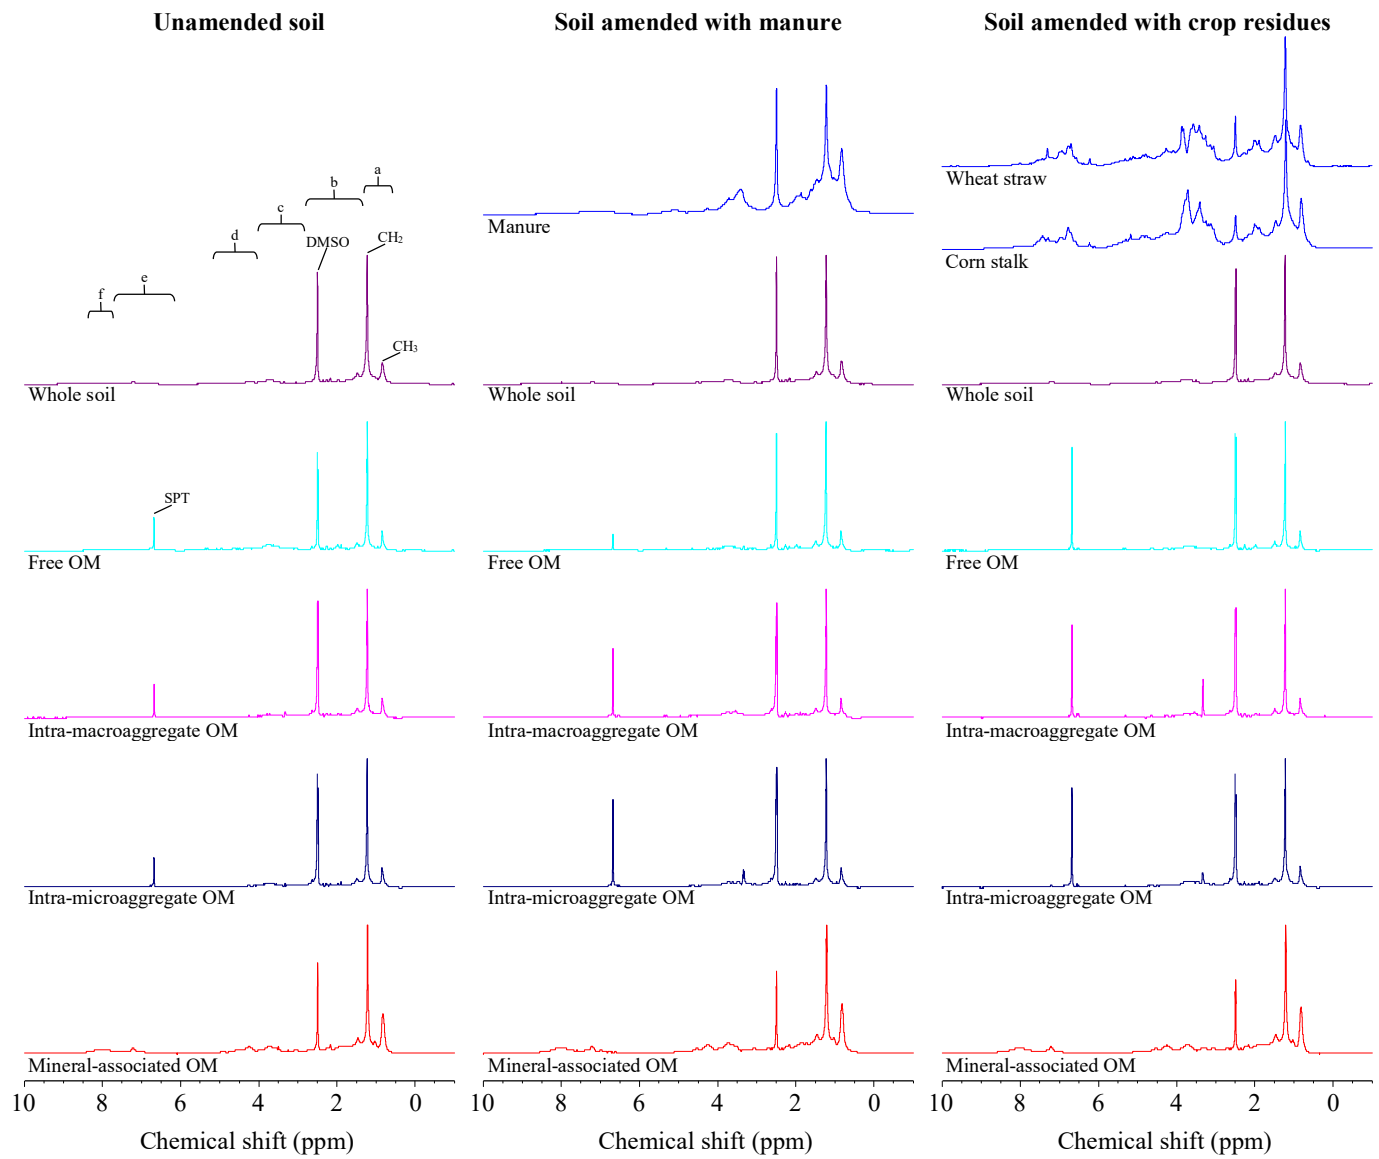 Unamended soil
Soil amended with manure
Soil amended with crop residues
a
b
c
d
e
f
DMSO
CH2
CH3
Whole soil
SPT
Free OM
Intra-macroaggregate OM
Intra-microaggregate OM
Mineral-associated OM
10 8 6 4 2 0
Chemical shift (ppm)
Manure
Whole soil
Free OM
Intra-macroaggregate OM
Intra-microaggregate OM
Mineral-associated OM
10 8 6 4 2 0
Chemical shift (ppm)
Wheat straw
Corn stalk
Whole soil
Free OM
Intra-macroaggregate OM
Intra-microaggregate OM
Mineral-associated OM
10 8 6 4 2 0
Chemical shift (ppm)